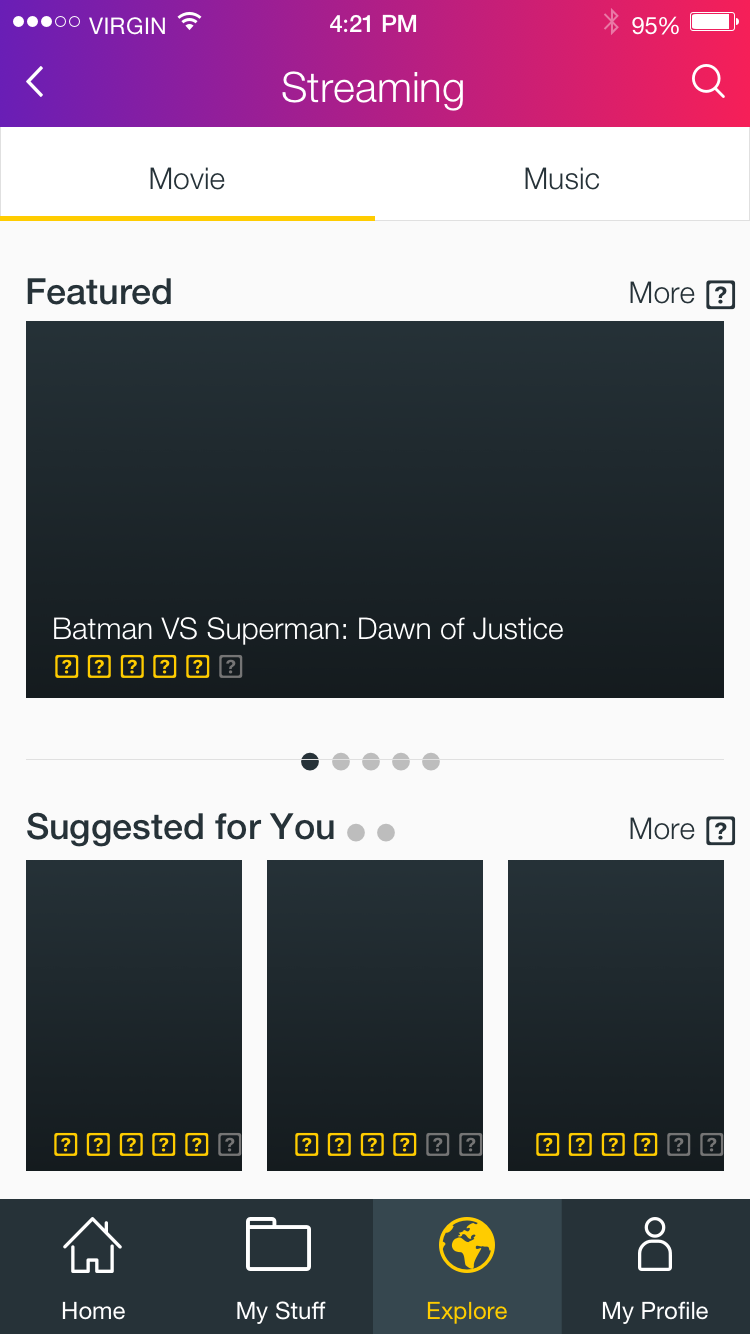 VIRGIN 4:21 PM 95%
Streaming
Movie Music
Featured More
Batman VS Superman: Dawn of Justice
Suggested for You More
Home My Stuff Explore My Profile